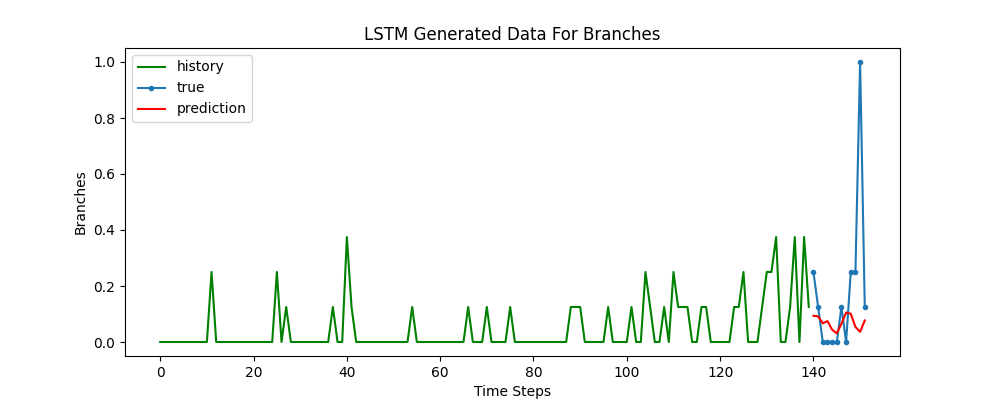 LSTM Generated Data For Branches
history
true
prediction
Branches
1.0
0.8
0.6
0.4
0.2
0.0
0 20 40 60 80 100 120 140
Time Steps